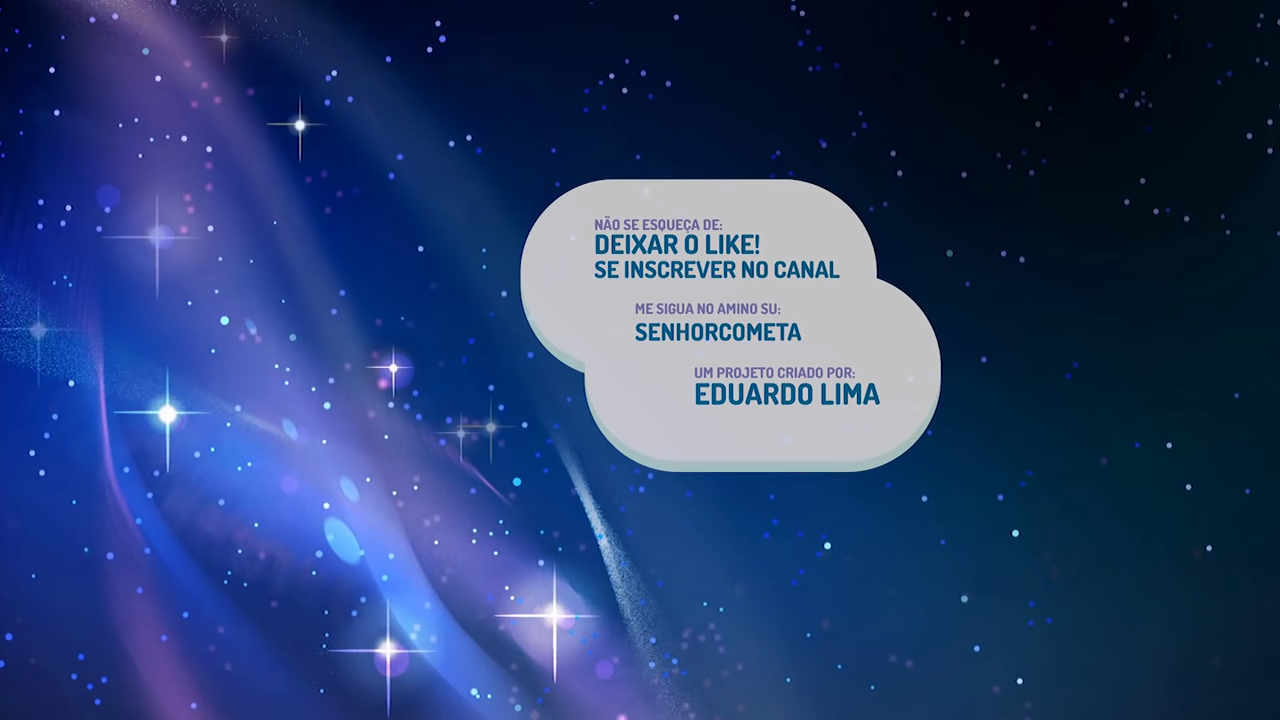 NÃO SE ESQUEÇA DE:
DEIXAR O LIKE!
SE INSCREVER NO CANAL
ME SIGUA NO AMINO SU:
SENHORCOMETA
UM PROJETO CRIADO POR:
EDUARDO LIMA